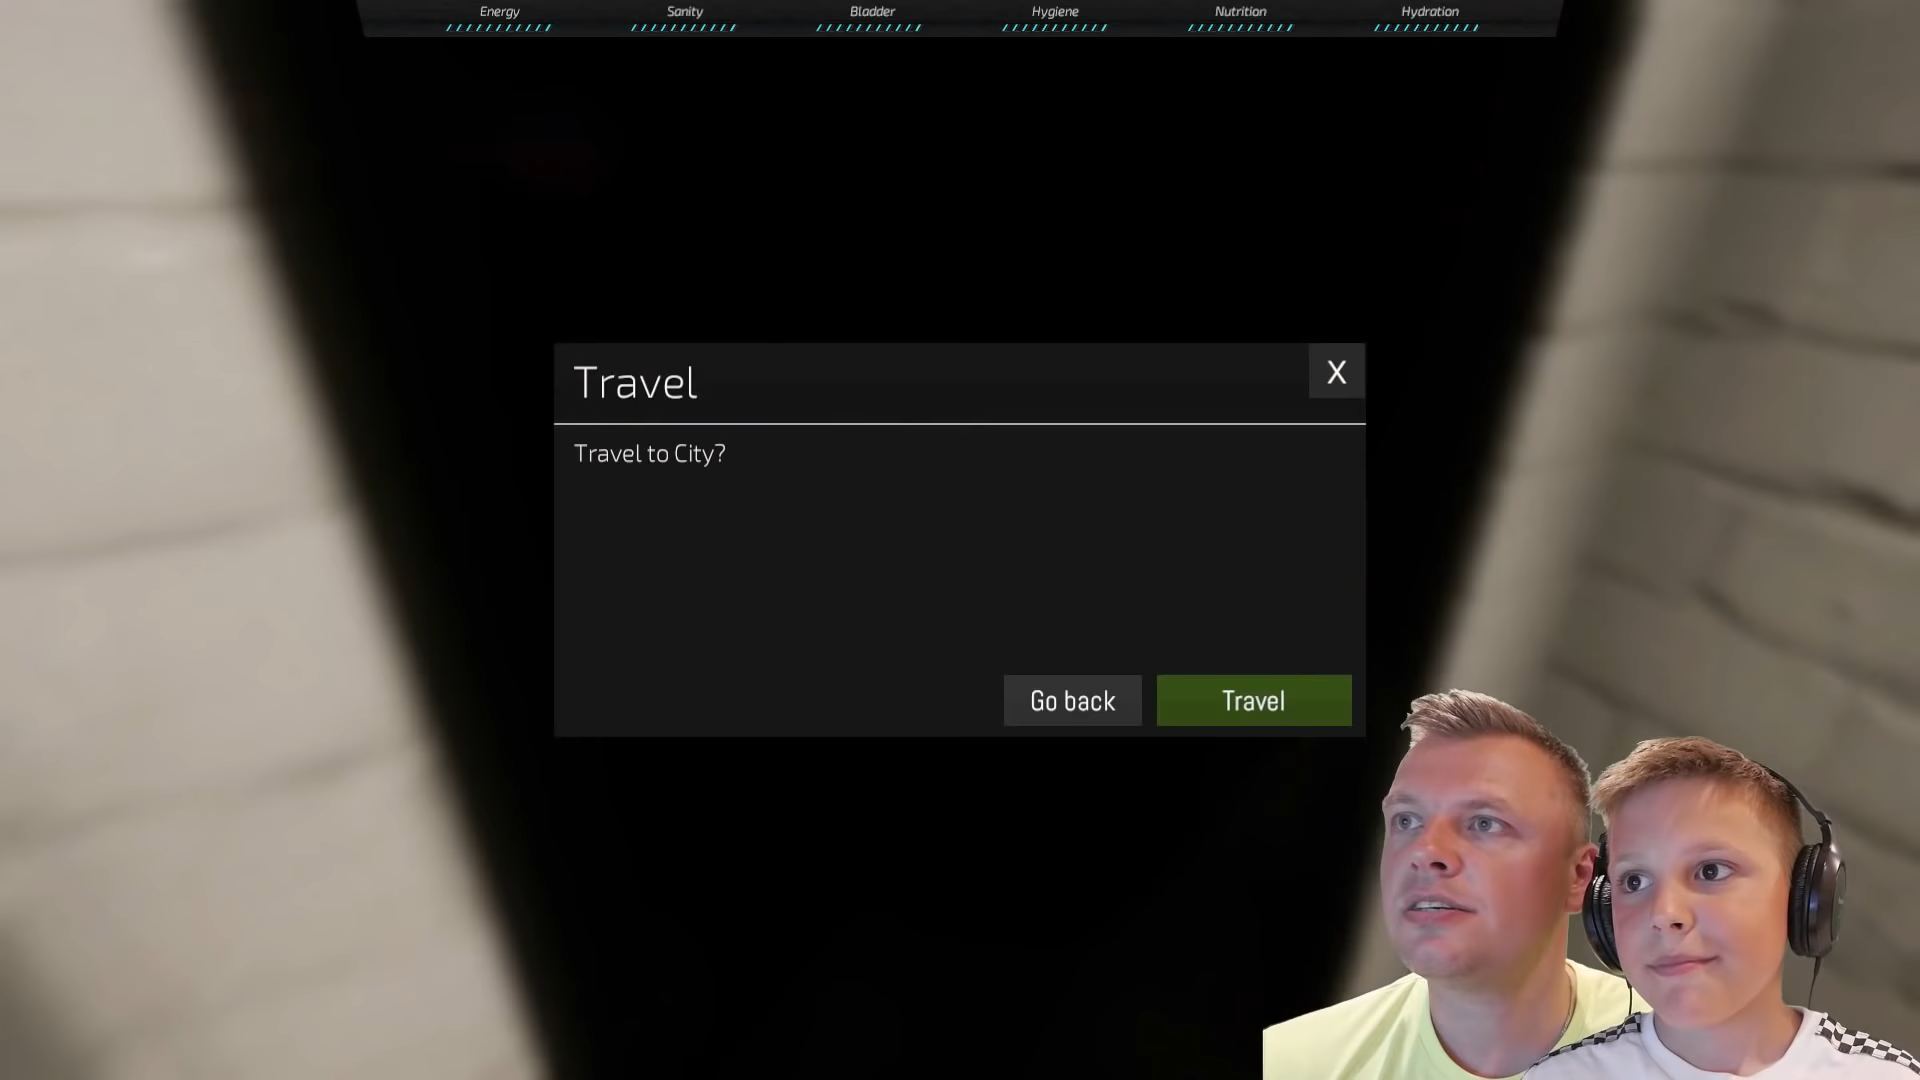 Energy Sanity Bladder Hygiene Nutrition Hydration
Travel X
Travel to City?
Go back Travel